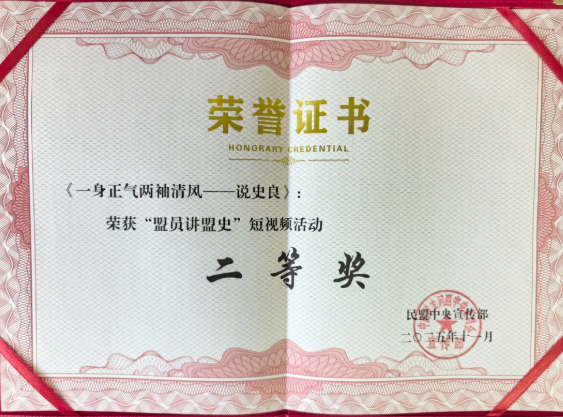 荣誉证书
HONORARY CREDENTIAL
《一身正气两袖清风——说史良》:
荣获“盟员讲盟史”短视频活动
二等奖
民盟中央宣传部
二〇二五年十一月